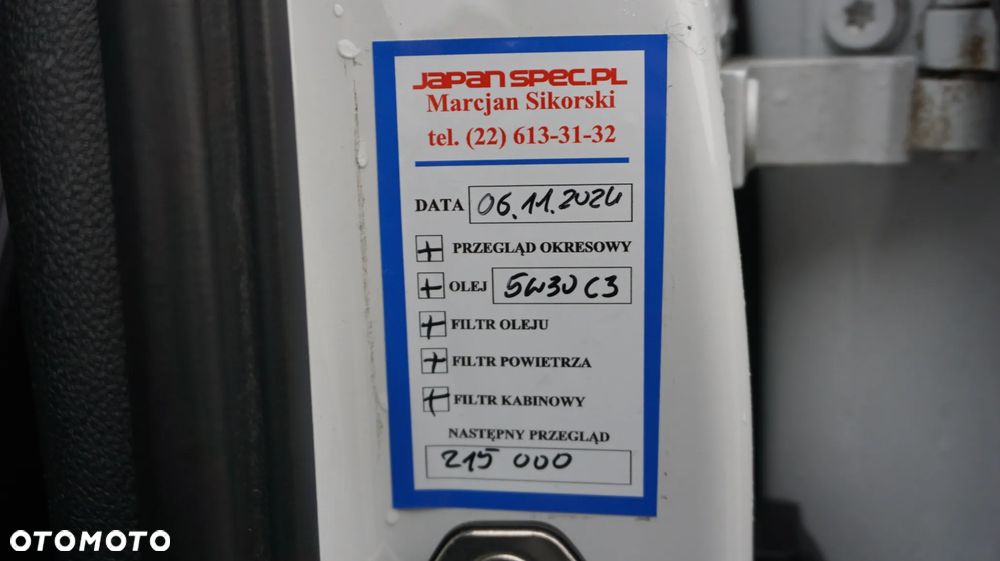 JAPAN SPEC.PL
Marcjan Sikorski
tel. (22) 613-31-32
DATA 06.11.2024
+ PRZEGLĄD OKRESOWY
+ OLEJ 5W30 C3
+ FILTR OLEJU
+ FILTR POWIETRZA
+ FILTR KABINOWY
NASTĘPNY PRZEGLĄD
215 000
OTOMOTO